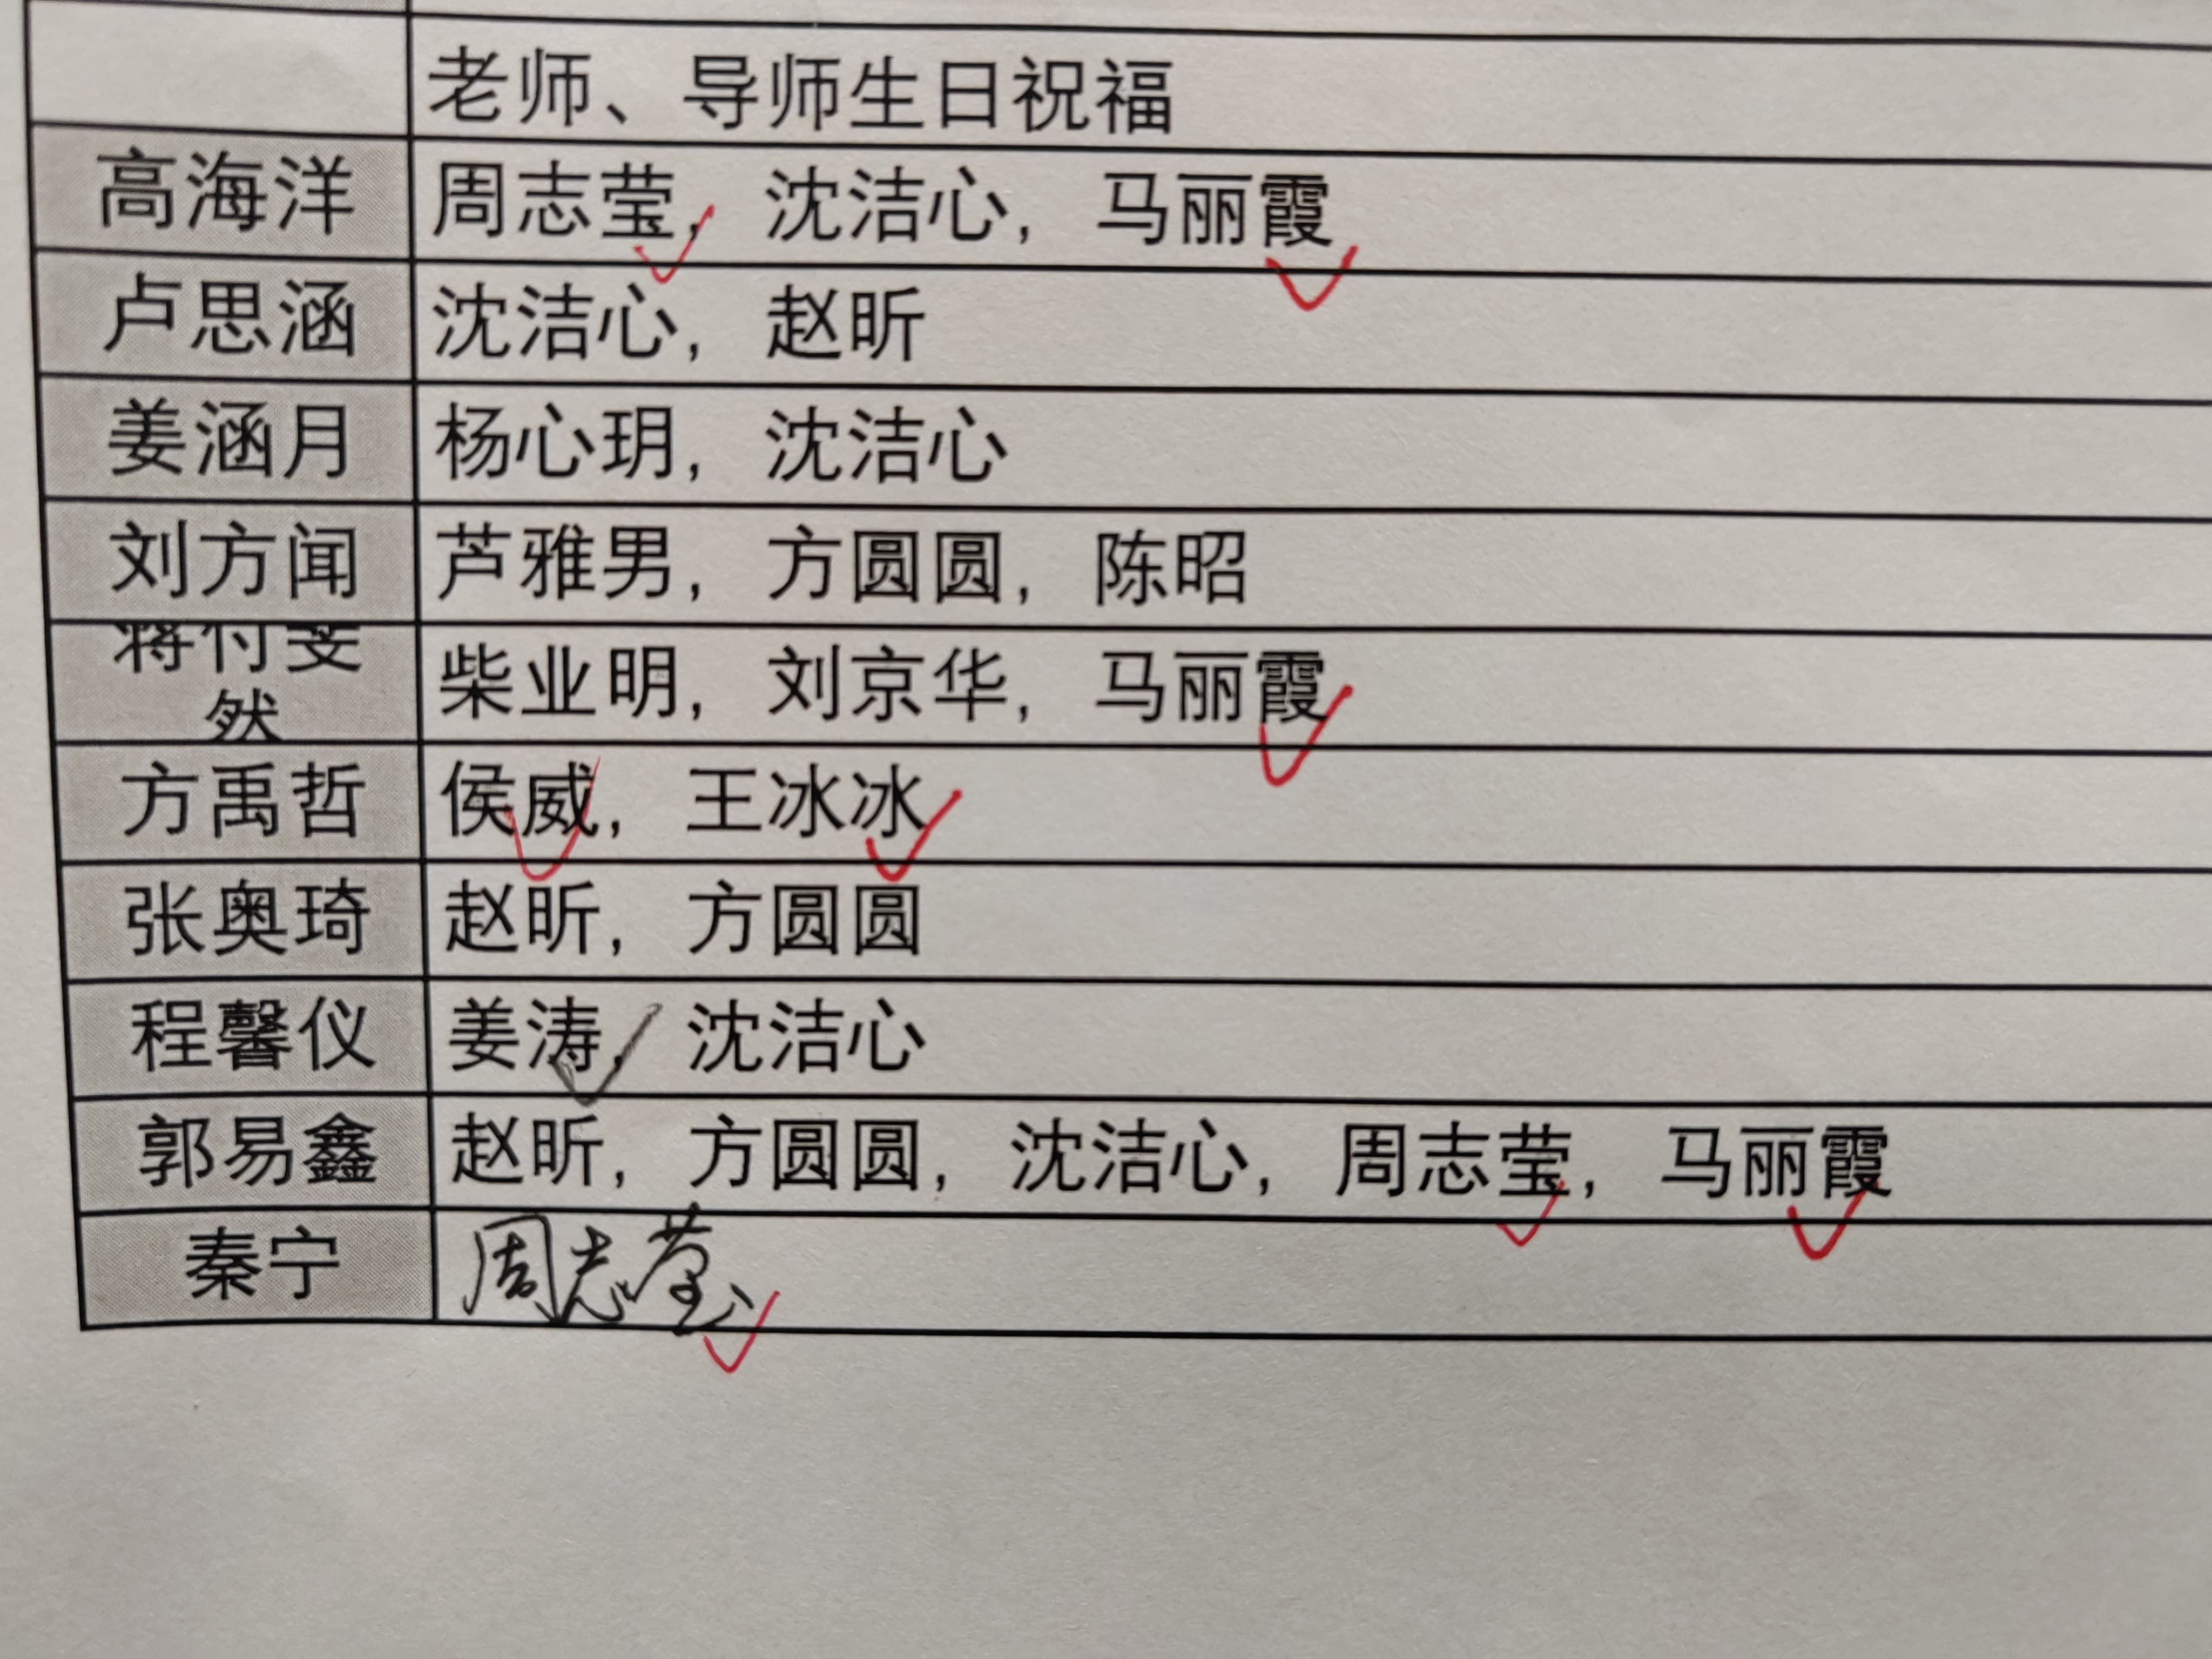 老师、导师生日祝福
高海洋 周志莹, 沈洁心, 马丽霞
卢思涵 沈洁心, 赵昕
姜涵月 杨心玥, 沈洁心
刘方闻 芦雅男, 方圆圆, 陈昭
蒋付雯 柴业明, 刘京华, 马丽霞
然
方禹哲 侯威, 王冰冰
张奥琦 赵昕, 方圆圆
程馨仪 姜涛, 沈洁心
郭易鑫 赵昕, 方圆圆, 沈洁心, 周志莹, 马丽霞
秦宁 周志莹